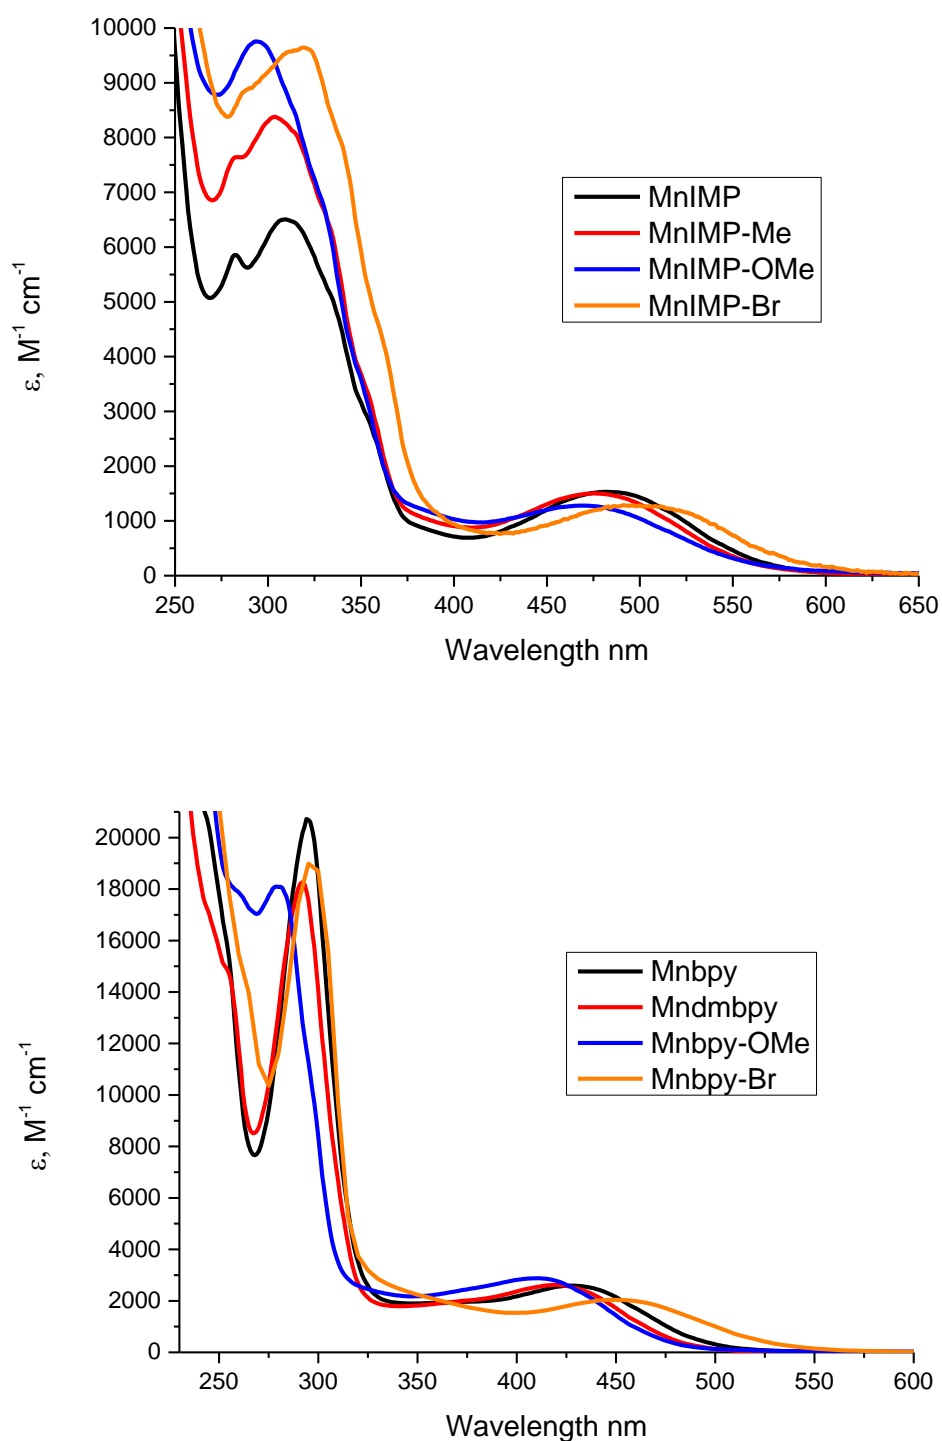 10000
9000
8000
7000
6000
5000
4000
3000
2000
1000
0
ε, M⁻¹ cm⁻¹
MnIMP
MnIMP-Me
MnIMP-OMe
MnIMP-Br
250 300 350 400 450 500 550 600 650
Wavelength nm
20000
18000
16000
14000
12000
10000
8000
6000
4000
2000
0
ε, M⁻¹ cm⁻¹
Mnbpy
Mndmbpy
Mnbpy-OMe
Mnbpy-Br
250 300 350 400 450 500 550 600
Wavelength nm